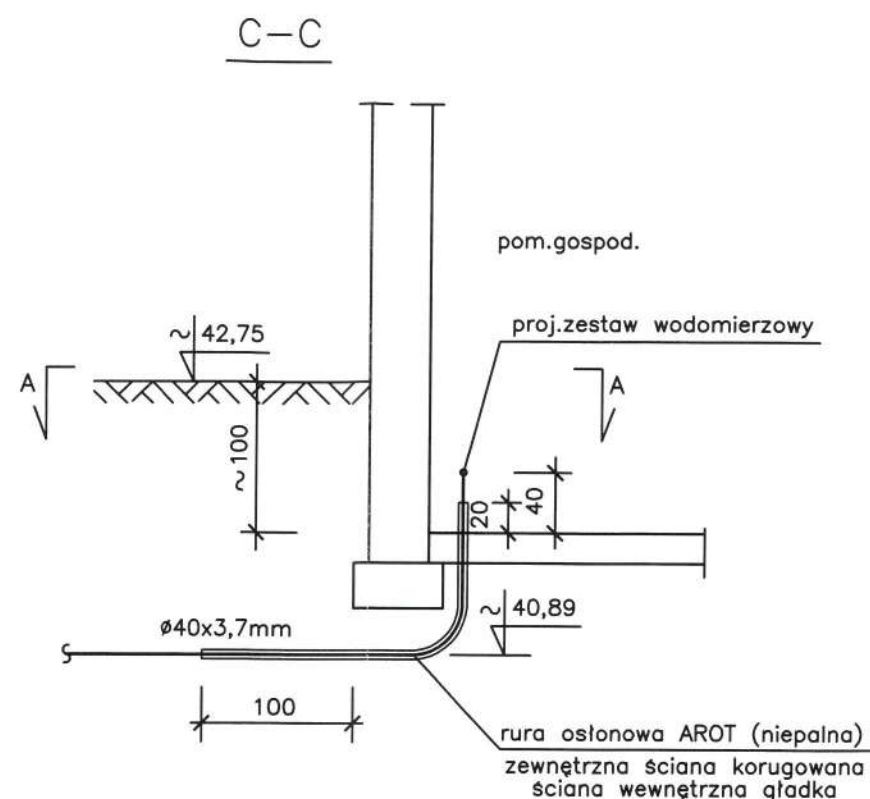 C-C
pom.gospod.
proj.zestaw wodomierzowy
~ 42,75
A
A
~100
20
40
~ 40,89
ø40x3,7mm
100
rura osłonowa AROT (niepalna)
zewnętrzna ściana korugowana
ściana wewnętrzna gładka